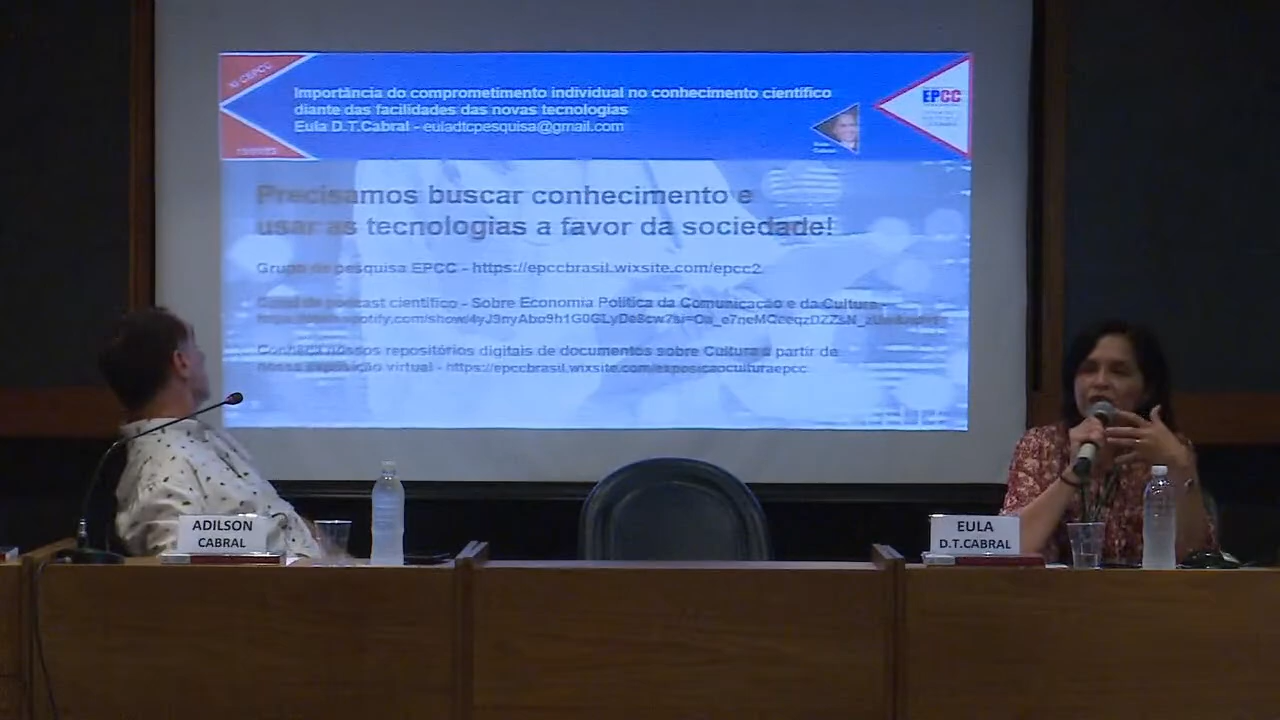 Importância do comprometimento individual no conhecimento científico
diante das facilidades das novas tecnologias
Eula D.T.Cabral - euladtcpesquisa@gmail.com
EPCC
Precisamos buscar conhecimento e
usar as tecnologias a favor da sociedade!
Grupo de pesquisa EPCC - https://epccbrasil.wixsite.com/epcc2
Canal de podcast científico - Sobre Economia Política da Comunicação e da Cultura -
Conheça nossos repositórios digitais de documentos sobre Cultura a partir de
nossa exposição virtual - https://epccbrasil.wixsite.com/exposicaoculturaepcc
ADILSON
CABRAL
EULA
D.T.CABRAL